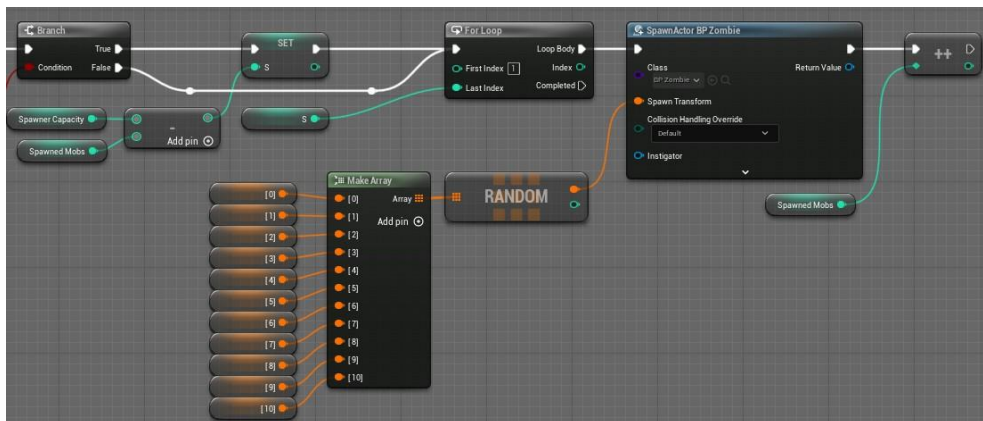 Branch
True
Condition
False
SET
S
Spawner Capacity
Spawned Mobs
-
Add pin
S
For Loop
Loop Body
First Index 1
Index
Last Index
Completed
SpawnActor BP Zombie
Class
BP Zombie
Return Value
Spawn Transform
Collision Handling Override
Default
Instigator
++
Spawned Mobs
[0]
[1]
[2]
[3]
[4]
[5]
[6]
[7]
[8]
[9]
[10]
Make Array
[0] Array
[1] Add pin
[2]
[3]
[4]
[5]
[6]
[7]
[8]
[9]
[10]
RANDOM